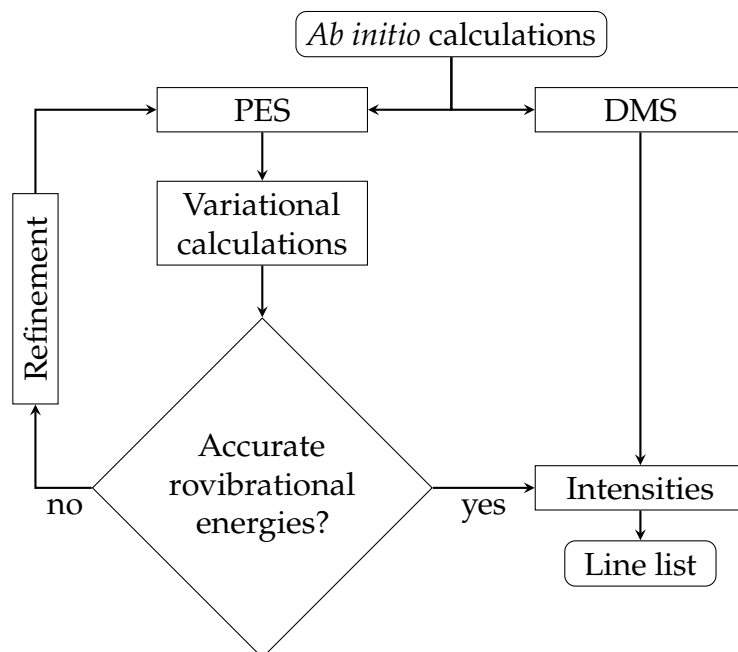 Ab initio calculations
PES
DMS
Variational
calculations
Refinement
Accurate
rovibrational
energies?
no
yes
Intensities
Line list